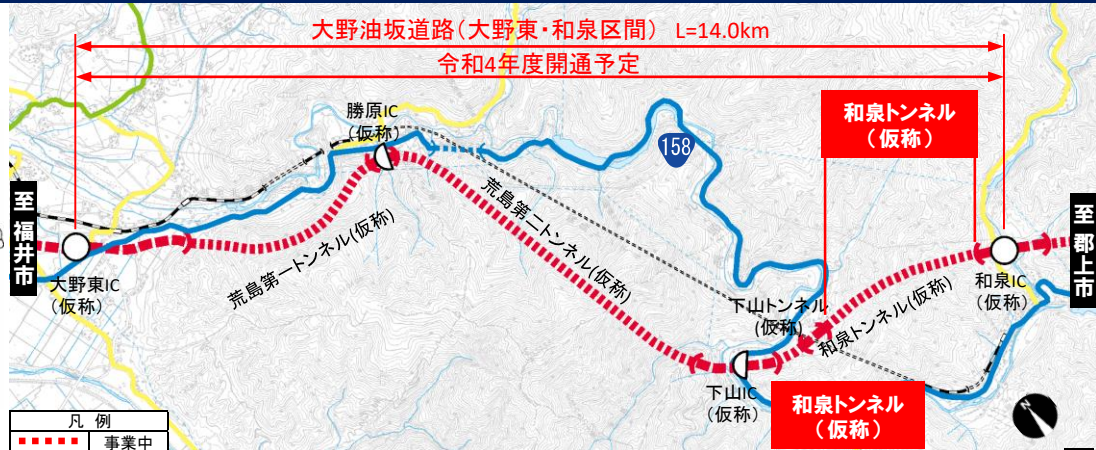 大野油坂道路(大野東・和泉区間) L=14.0km
令和4年度開通予定
勝原IC
(仮称)
158
和泉トンネル
(仮称)
荒島第二トンネル(仮称)
至 福井市
大野東IC
(仮称)
荒島第一トンネル(仮称)
下山トンネル
(仮称)
和泉トンネル(仮称)
和泉IC
(仮称)
至 郡上市
下山IC
(仮称)
和泉トンネル
(仮称)
N
凡 例
事業中